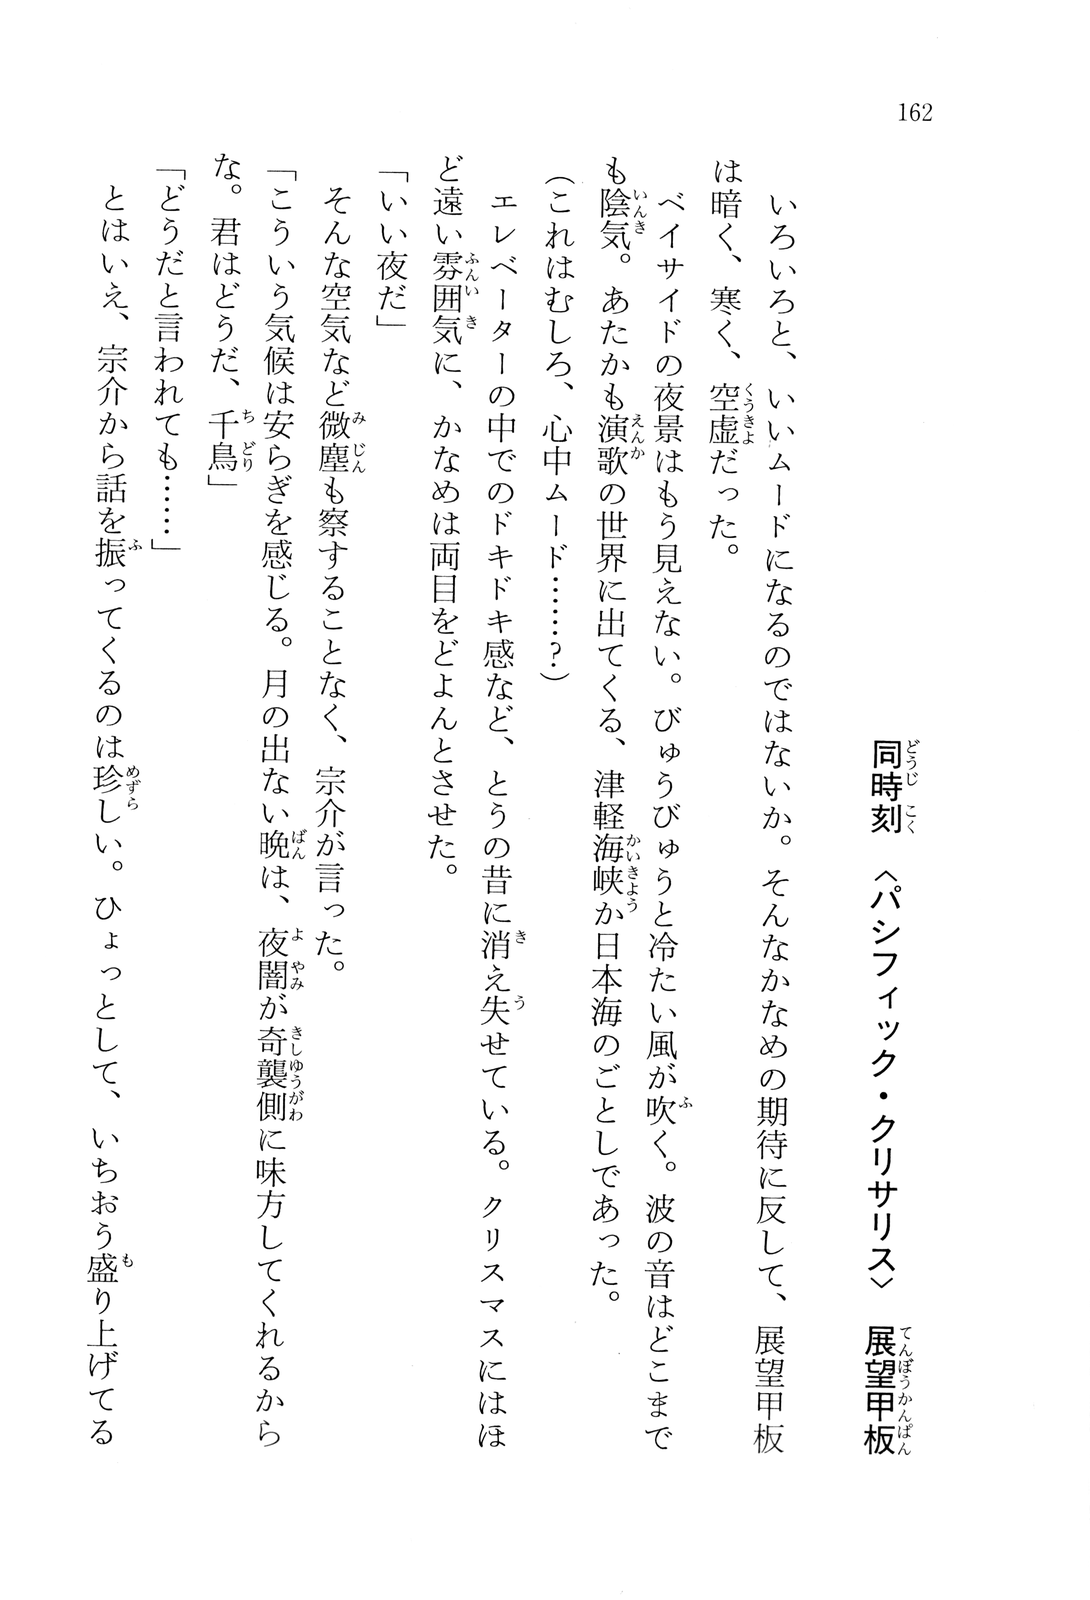 162
同時刻　〈パシフィック・クリサリス〉　展望甲板
いろいろと、いいムードになるのではないか。そんなかなめの期待に反して、展望甲板
は暗く、寒く、空虚だった。
ベイサイドの夜景はもう見えない。びゅうびゅうと冷たい風が吹く。波の音はどこまで
も陰気。あたかも演歌の世界に出てくる、津軽海峡か日本海のごとしであった。
（これはむしろ、心中ムード……？）
エレベーターの中でのドキドキ感など、とうの昔に消え失せている。クリスマスにはほ
ど遠い雰囲気に、かなめは両目をどよんとさせた。
「いい夜だ」
そんな空気など微塵も察することなく、宗介が言った。
「こういう気候は安らぎを感じる。月の出ない晩は、夜闇が奇襲側に味方してくれるから
な。君はどうだ、千鳥」
「どうだと言われても……」
とはいえ、宗介から話を振ってくるのは珍しい。ひょっとして、いちおう盛り上げてる